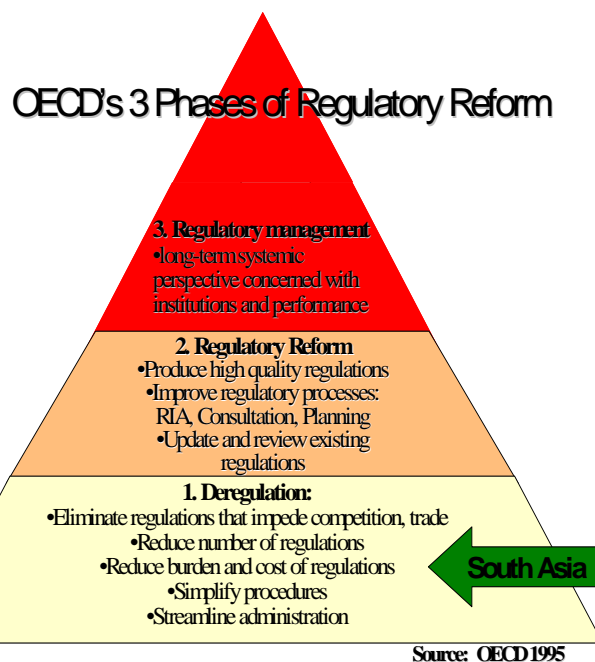 OECD's 3 Phases of Regulatory Reform
3. Regulatory management
•long-term systemic
perspective concerned with
institutions and performance
2. Regulatory Reform
•Produce high quality regulations
•Improve regulatory processes:
RIA, Consultation, Planning
•Update and review existing
regulations
1. Deregulation:
•Eliminate regulations that impede competition, trade
•Reduce number of regulations
•Reduce burden and cost of regulations
•Simplify procedures
•Streamline administration
South Asia
Source: OECD 1995